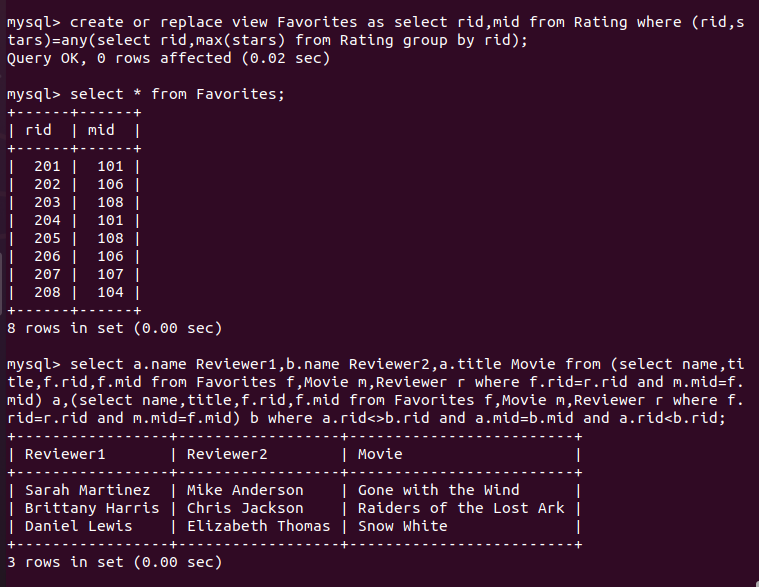 mysql> create or replace view Favorites as select rid,mid from Rating where (rid,s
tars)=any(select rid,max(stars) from Rating group by rid);
Query OK, 0 rows affected (0.02 sec)
mysql> select * from Favorites;
+------+------+
| rid  | mid  |
+------+------+
|  201 |  101 |
|  202 |  106 |
|  203 |  108 |
|  204 |  101 |
|  205 |  108 |
|  206 |  106 |
|  207 |  107 |
|  208 |  104 |
+------+------+
8 rows in set (0.00 sec)
mysql> select a.name Reviewer1,b.name Reviewer2,a.title Movie from (select name,ti
tle,f.rid,f.mid from Favorites f,Movie m,Reviewer r where f.rid=r.rid and m.mid=f.
mid) a,(select name,title,f.rid,f.mid from Favorites f,Movie m,Reviewer r where f.
rid=r.rid and m.mid=f.mid) b where a.rid<>b.rid and a.mid=b.mid and a.rid<b.rid;
+-----------------+------------------+-------------------------+
| Reviewer1       | Reviewer2        | Movie                   |
+-----------------+------------------+-------------------------+
| Sarah Martinez  | Mike Anderson    | Gone with the Wind      |
| Brittany Harris | Chris Jackson    | Raiders of the Lost Ark |
| Daniel Lewis    | Elizabeth Thomas | Snow White              |
+-----------------+------------------+-------------------------+
3 rows in set (0.00 sec)